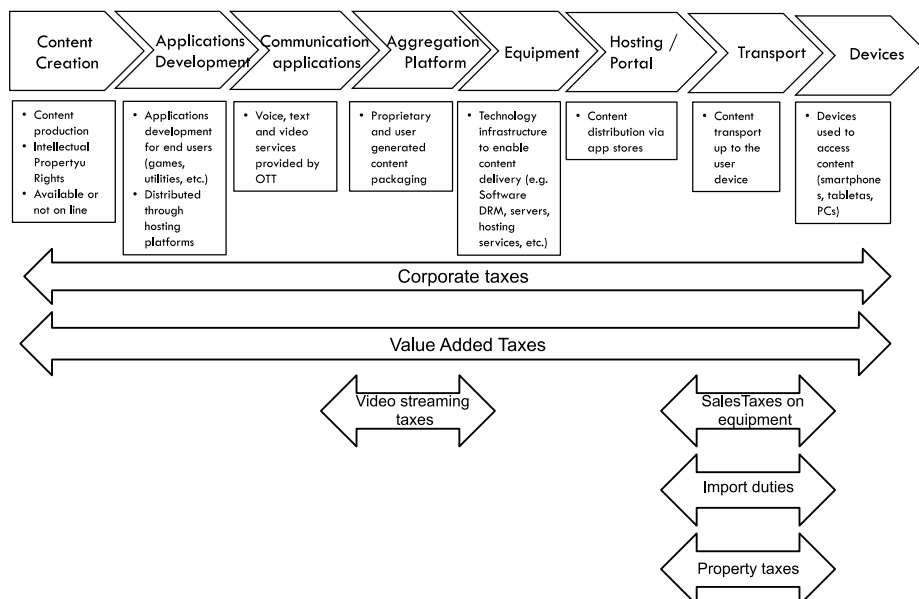 Content
Creation
Applications
Development
Communication
applications
Aggregation
Platform
Equipment
Hosting /
Portal
Transport
Devices
• Content
production
• Intellectual
Propertyu
Rights
• Available or
not on line
• Applications
development
for end users
(games,
utilities, etc.)
• Distributed
through
hosting
platforms
• Voice, text
and video
services
provided by
OTT
• Proprietary
and user
generated
content
packaging
• Technology
infrastructure
to enable
content
delivery (e.g.
Software
DRM, servers,
hosting
services, etc.)
• Content
distribution via
app stores
• Content
transport
up to the
user
device
• Devices
used to
access
content
(smartphone
s, tabletas,
PCs)
Corporate taxes
Value Added Taxes
Video streaming
taxes
SalesTaxes on
equipment
Import duties
Property taxes